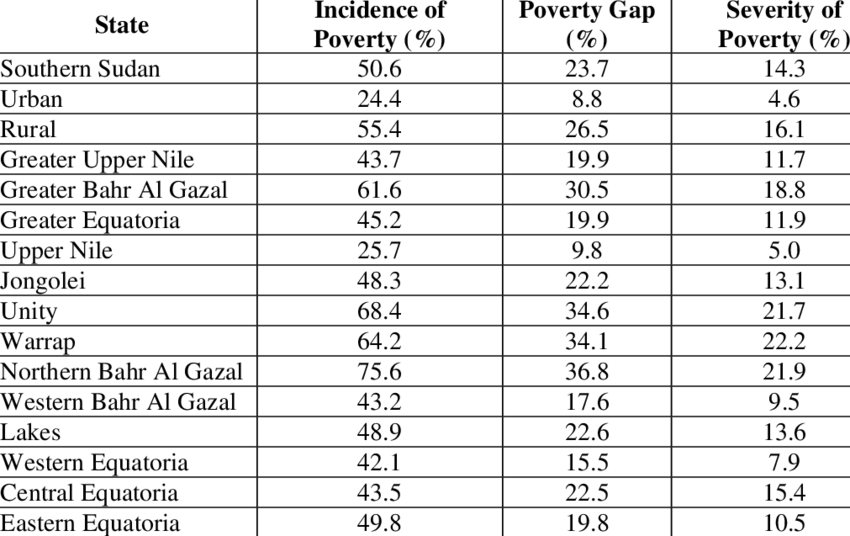 State Incidence of Poverty (%) Poverty Gap (%) Severity of Poverty (%)
Southern Sudan 50.6 23.7 14.3
Urban 24.4 8.8 4.6
Rural 55.4 26.5 16.1
Greater Upper Nile 43.7 19.9 11.7
Greater Bahr Al Gazal 61.6 30.5 18.8
Greater Equatoria 45.2 19.9 11.9
Upper Nile 25.7 9.8 5.0
Jongolei 48.3 22.2 13.1
Unity 68.4 34.6 21.7
Warrap 64.2 34.1 22.2
Northern Bahr Al Gazal 75.6 36.8 21.9
Western Bahr Al Gazal 43.2 17.6 9.5
Lakes 48.9 22.6 13.6
Western Equatoria 42.1 15.5 7.9
Central Equatoria 43.5 22.5 15.4
Eastern Equatoria 49.8 19.8 10.5